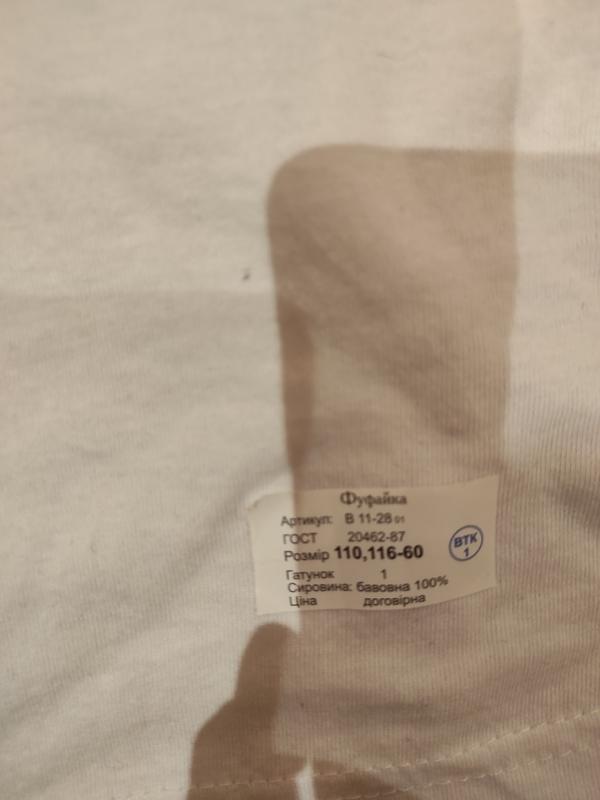 Фуфайка
Артикул: В 11-28 01
ГОСТ 20462-87
Розмір 110,116-60
ВТК
1
Гатунок 1
Сировина: бавовна 100%
Ціна договірна